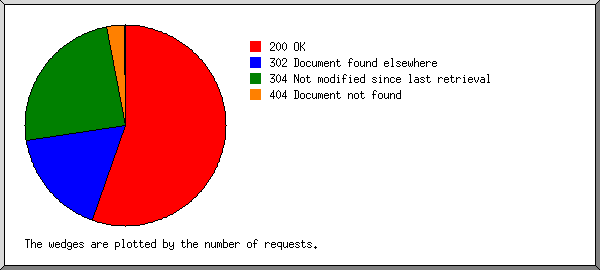 200 OK
302 Document found elsewhere
304 Not modified since last retrieval
404 Document not found
The wedges are plotted by the number of requests.